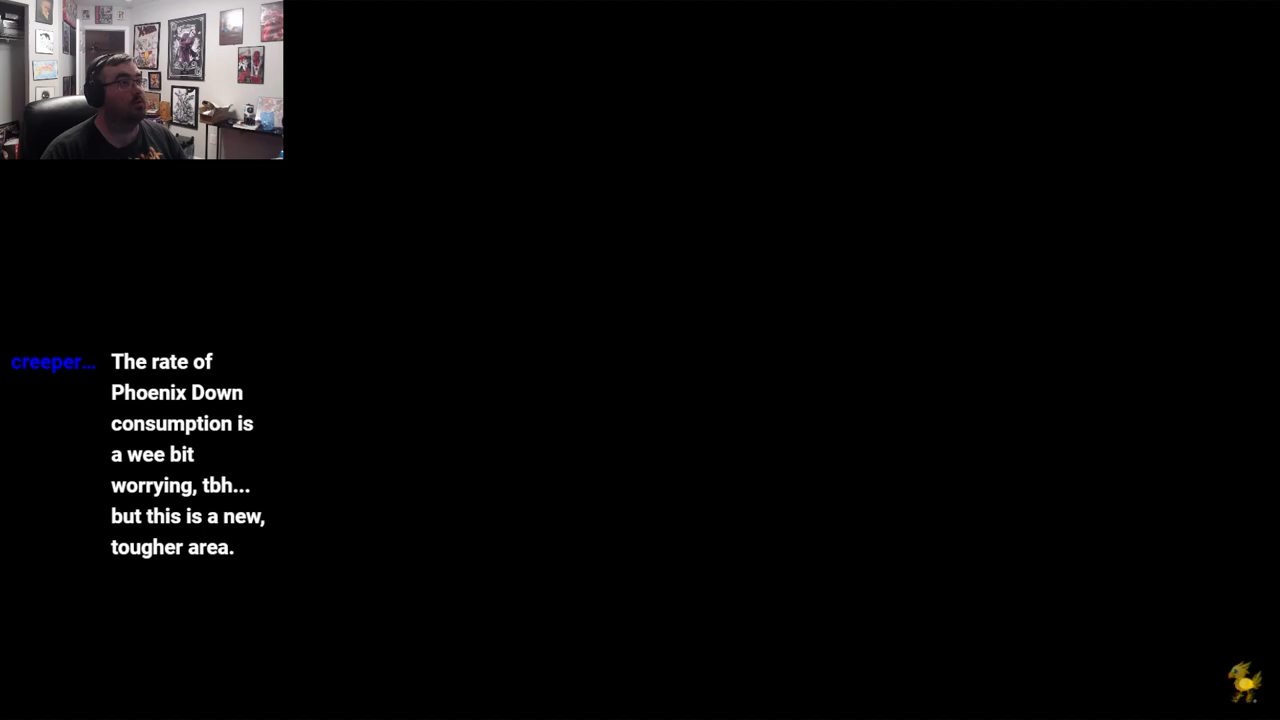 creeper... The rate of
Phoenix Down
consumption is
a wee bit
worrying, tbh...
but this is a new,
tougher area.